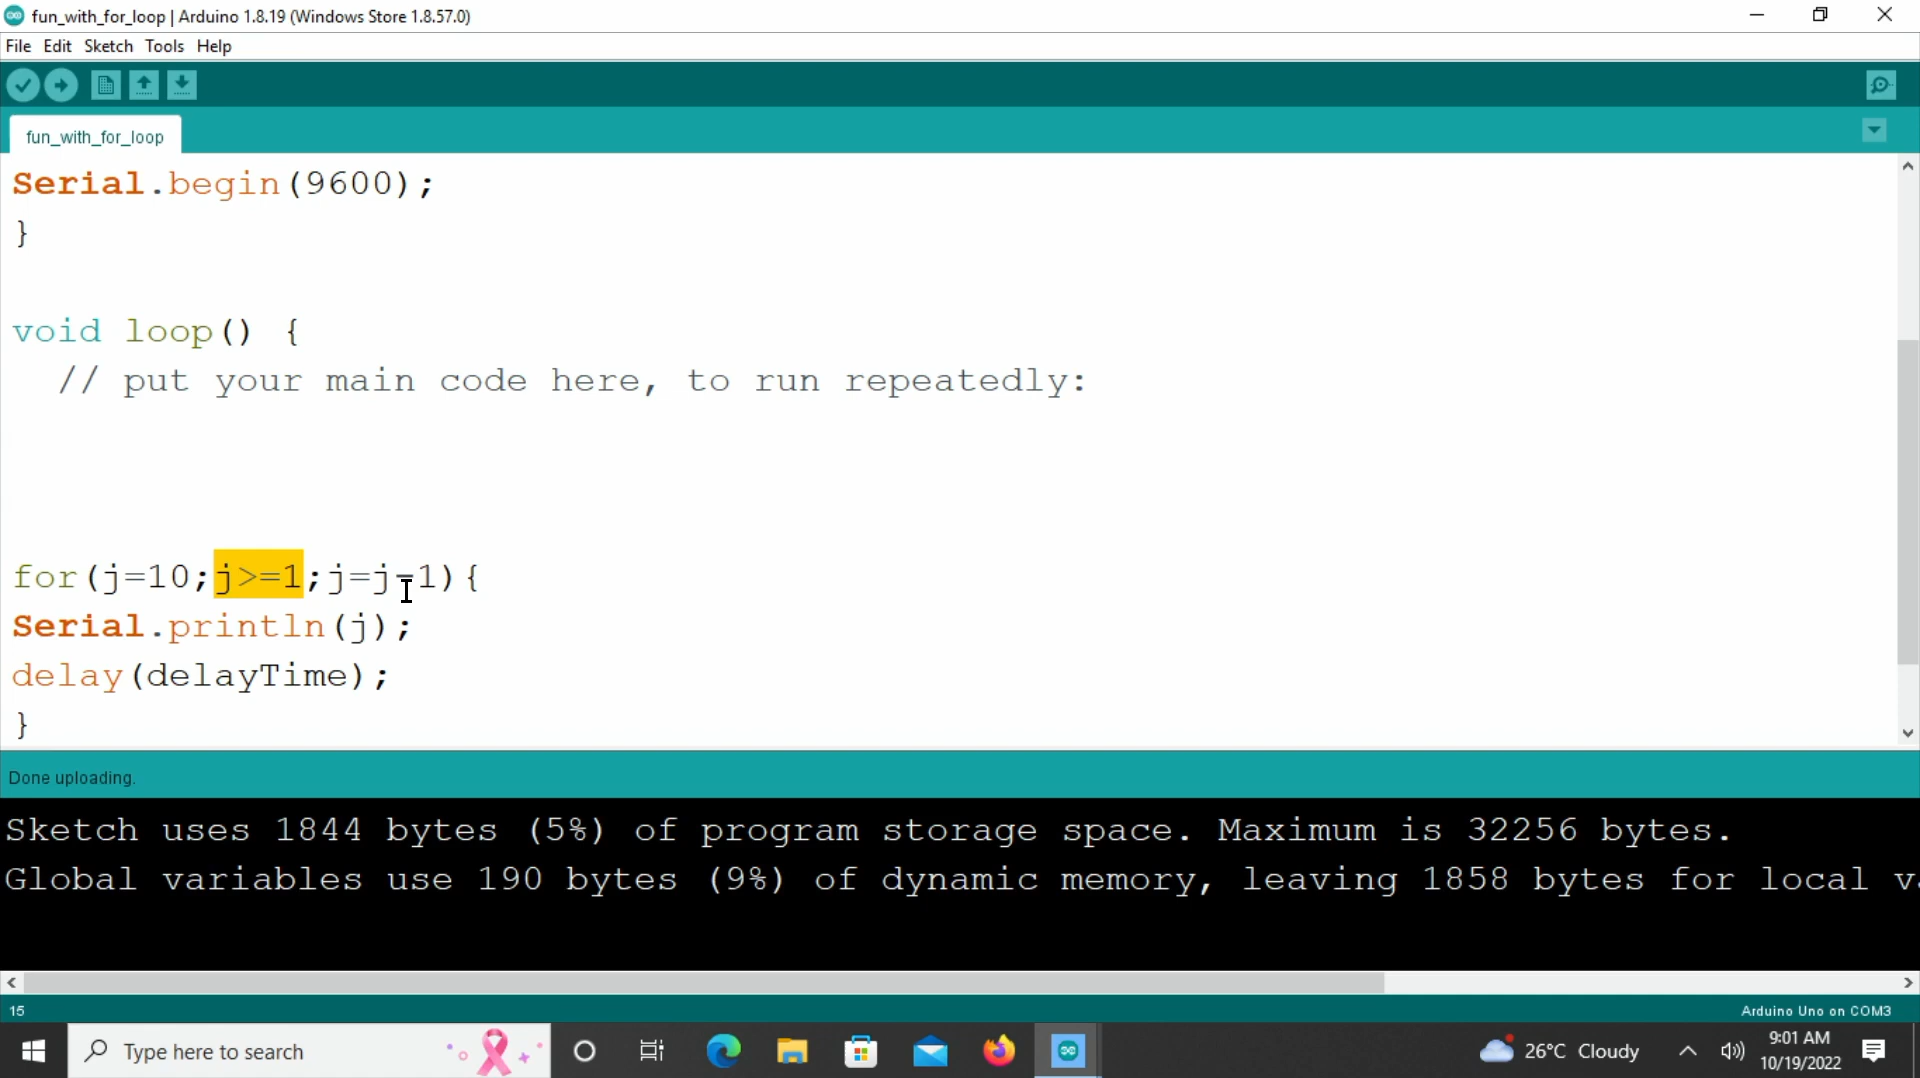 fun_with_for_loop | Arduino 1.8.19 (Windows Store 1.8.57.0)
File Edit Sketch Tools Help
fun_with_for_loop
Serial.begin(9600);
}
void loop() {
// put your main code here, to run repeatedly:
for(j=10;j>=1;j=j-1){
Serial.println(j);
delay(delayTime);
}
Done uploading.
Sketch uses 1844 bytes (5%) of program storage space. Maximum is 32256 bytes.
Global variables use 190 bytes (9%) of dynamic memory, leaving 1858 bytes for local
15
Arduino Uno on COM3
Type here to search
26°C Cloudy
9:01 AM
10/19/2022